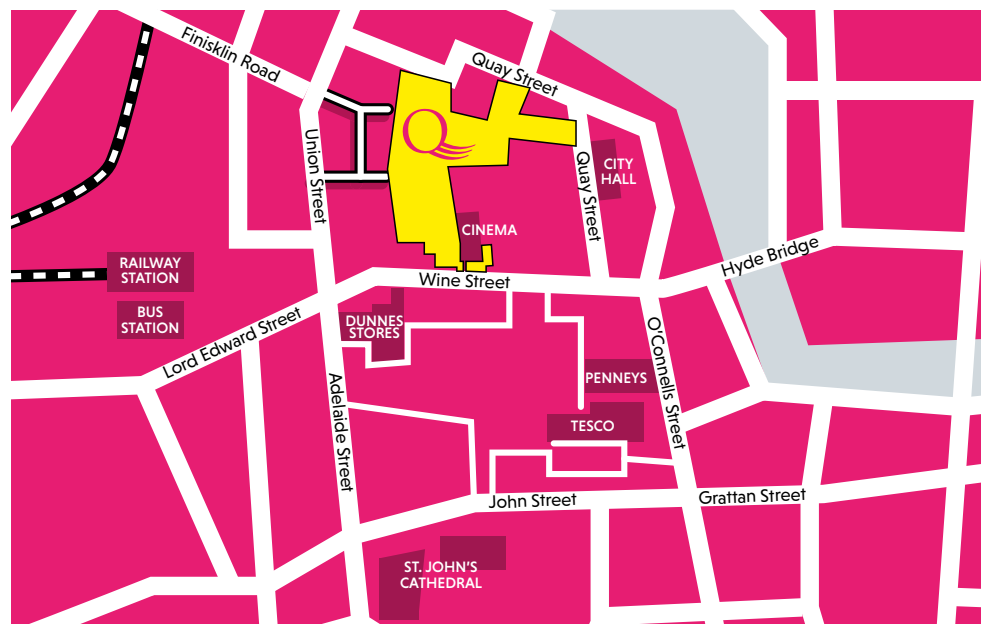 Finisklin Road
Quay Street
Q
Union Street
Quay Street
CITY
HALL
CINEMA
Hyde Bridge
RAILWAY
STATION
Wine Street
BUS
STATION
Lord Edward Street
DUNNES
STORES
O'Connells Street
PENNEYS
Adelaide Street
TESCO
John Street
Grattan Street
ST. JOHN'S
CATHEDRAL